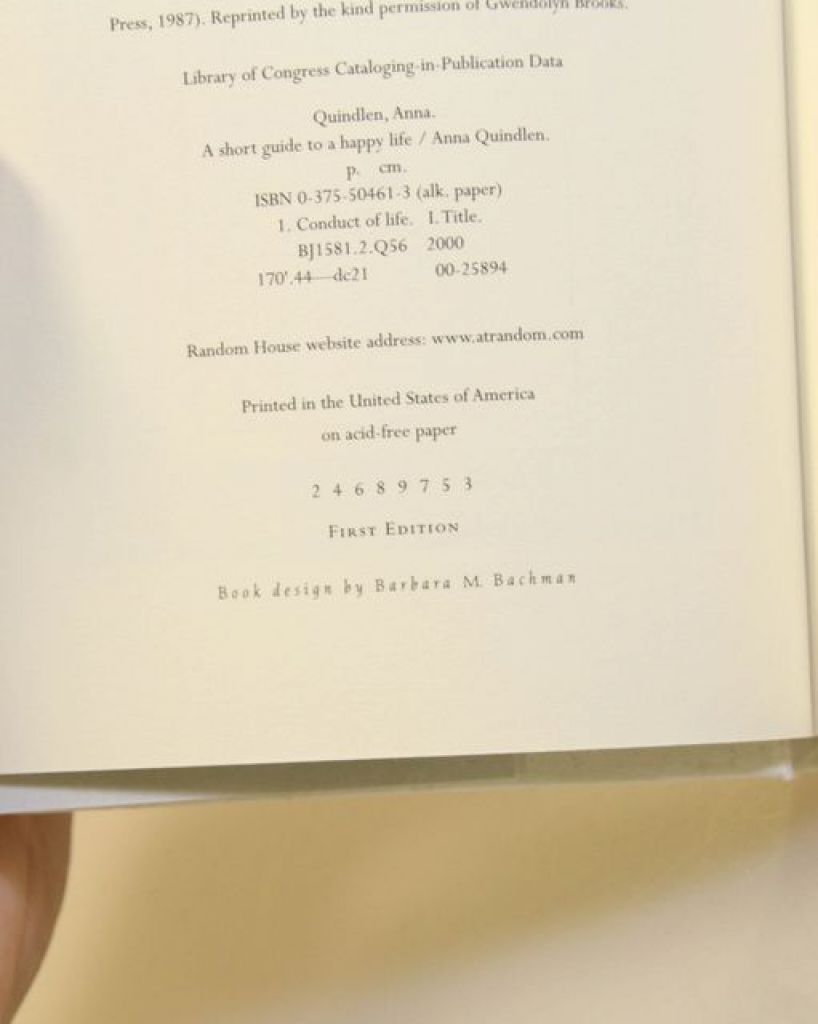 Press, 1987). Reprinted by the kind permission of Gwendolyn Brooks.
Library of Congress Cataloging-in-Publication Data
Quindlen, Anna.
A short guide to a happy life / Anna Quindlen.
p. cm.
ISBN 0-375-50461-3 (alk. paper)
1. Conduct of life. I. Title.
BJ1581.2.Q56 2000
170'.44—dc21 00-25894
Random House website address: www.atrandom.com
Printed in the United States of America
on acid-free paper
2 4 6 8 9 7 5 3
First Edition
Book design by Barbara M. Bachman